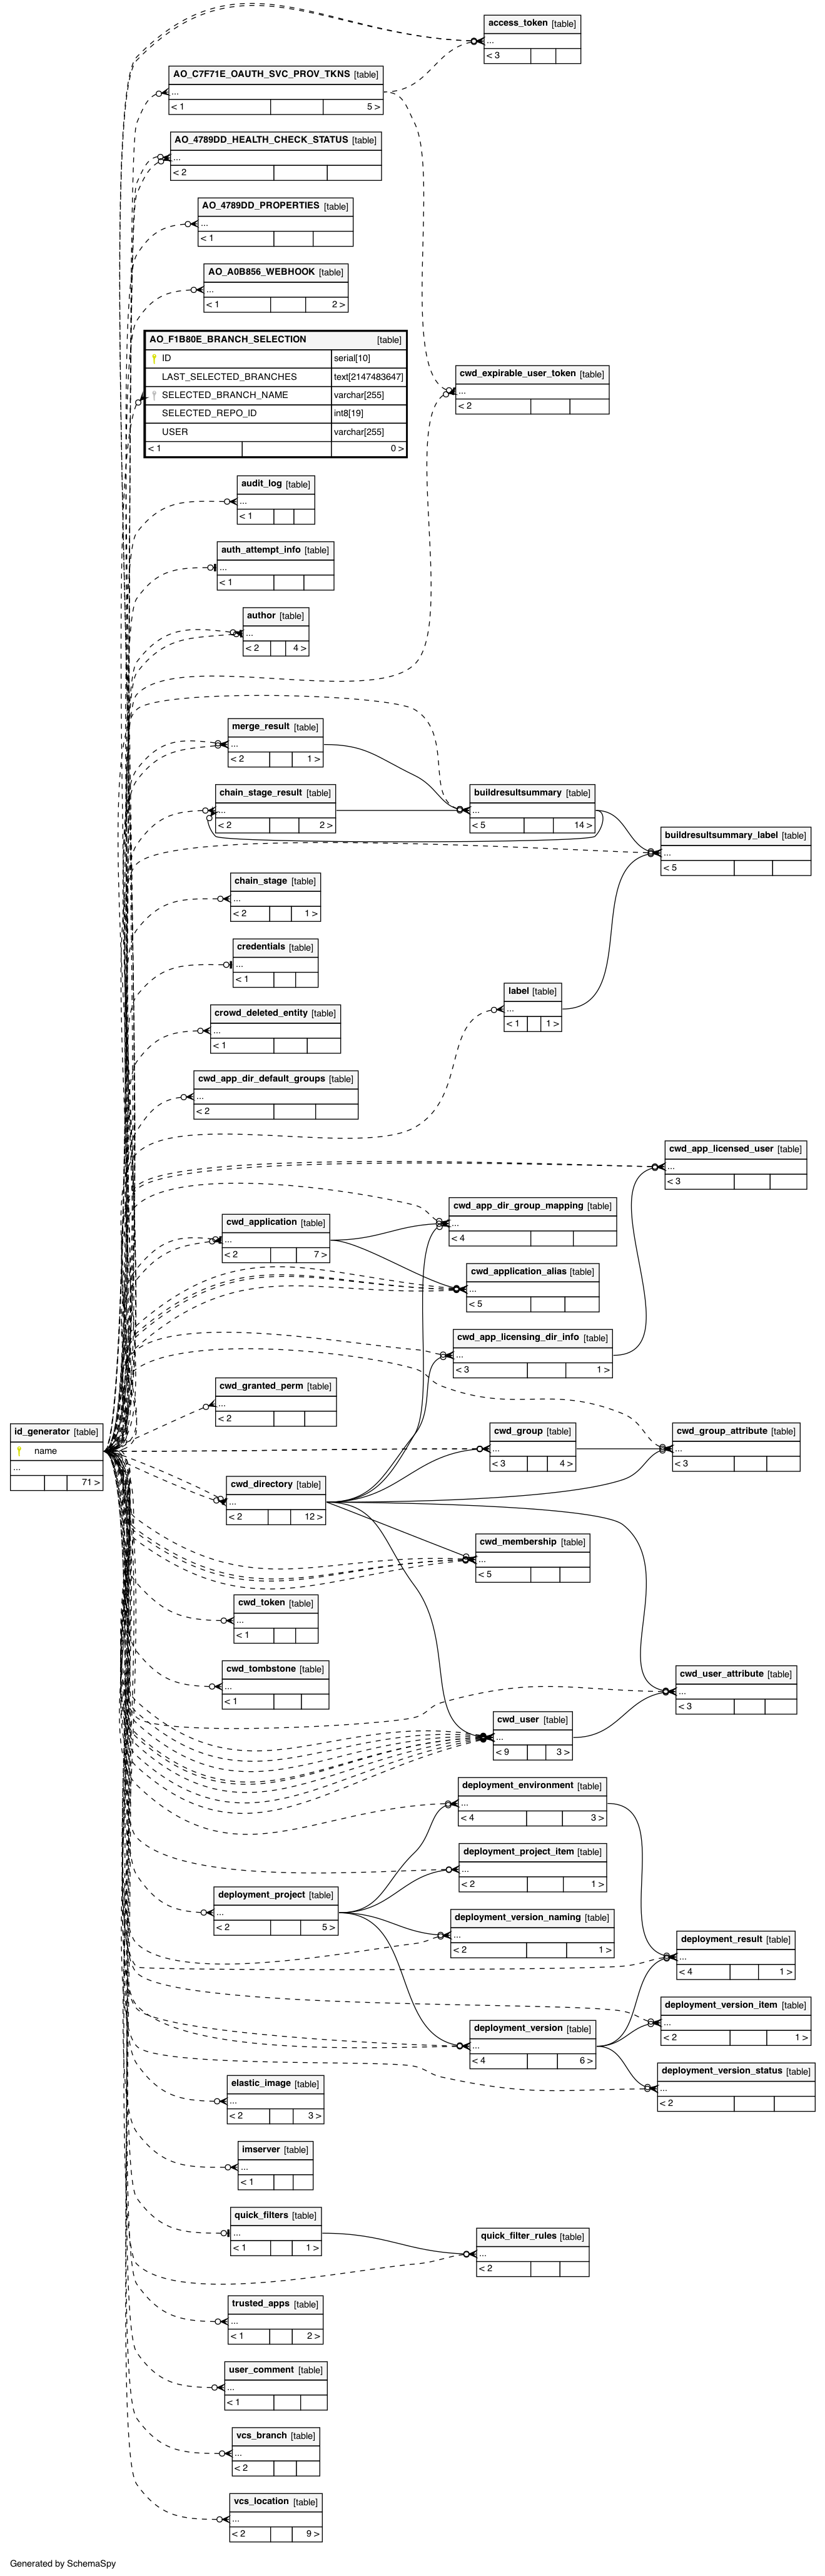 access_token [table]
...
< 3
AO_C7F71E_OAUTH_SVC_PROV_TKNS [table]
...
< 1 5 >
AO_4789DD_HEALTH_CHECK_STATUS [table]
...
< 2
AO_4789DD_PROPERTIES [table]
...
< 1
AO_A0B856_WEBHOOK [table]
...
< 1 2 >
AO_F1B80E_BRANCH_SELECTION [table]
ID serial[10]
LAST_SELECTED_BRANCHES text[2147483647]
SELECTED_BRANCH_NAME varchar[255]
SELECTED_REPO_ID int8[19]
USER varchar[255]
< 1 0 >
cwd_expirable_user_token [table]
...
< 2
audit_log [table]
...
< 1
auth_attempt_info [table]
...
< 1
author [table]
...
< 2 4 >
merge_result [table]
...
< 2 1 >
chain_stage_result [table]
...
< 2 2 >
buildresultsummary [table]
...
< 5 14 >
buildresultsummary_label [table]
...
< 5
chain_stage [table]
...
< 2 1 >
credentials [table]
...
< 1
label [table]
...
< 1 1 >
crowd_deleted_entity [table]
...
< 1
cwd_app_dir_default_groups [table]
...
< 2
cwd_app_licensed_user [table]
...
< 3
cwd_app_dir_group_mapping [table]
...
< 4
cwd_application [table]
...
< 2 7 >
cwd_application_alias [table]
...
< 5
cwd_app_licensing_dir_info [table]
...
< 3 1 >
cwd_granted_perm [table]
...
< 2
id_generator [table]
name
...
71 >
cwd_group [table]
...
< 3 4 >
cwd_group_attribute [table]
...
< 3
cwd_directory [table]
...
< 2 12 >
cwd_membership [table]
...
< 5
cwd_token [table]
...
< 1
cwd_tombstone [table]
...
< 1
cwd_user_attribute [table]
...
< 3
cwd_user [table]
...
< 9 3 >
deployment_environment [table]
...
< 4 3 >
deployment_project_item [table]
...
< 2 1 >
deployment_project [table]
...
< 2 5 >
deployment_version_naming [table]
...
< 2 1 >
deployment_result [table]
...
< 4 1 >
deployment_version_item [table]
...
< 2 1 >
deployment_version [table]
...
< 4 6 >
deployment_version_status [table]
...
< 2
elastic_image [table]
...
< 2 3 >
imserver [table]
...
< 1
quick_filters [table]
...
< 1 1 >
quick_filter_rules [table]
...
< 2
trusted_apps [table]
...
< 1 2 >
user_comment [table]
...
< 1
vcs_branch [table]
...
< 2
vcs_location [table]
...
< 2 9 >
Generated by SchemaSpy